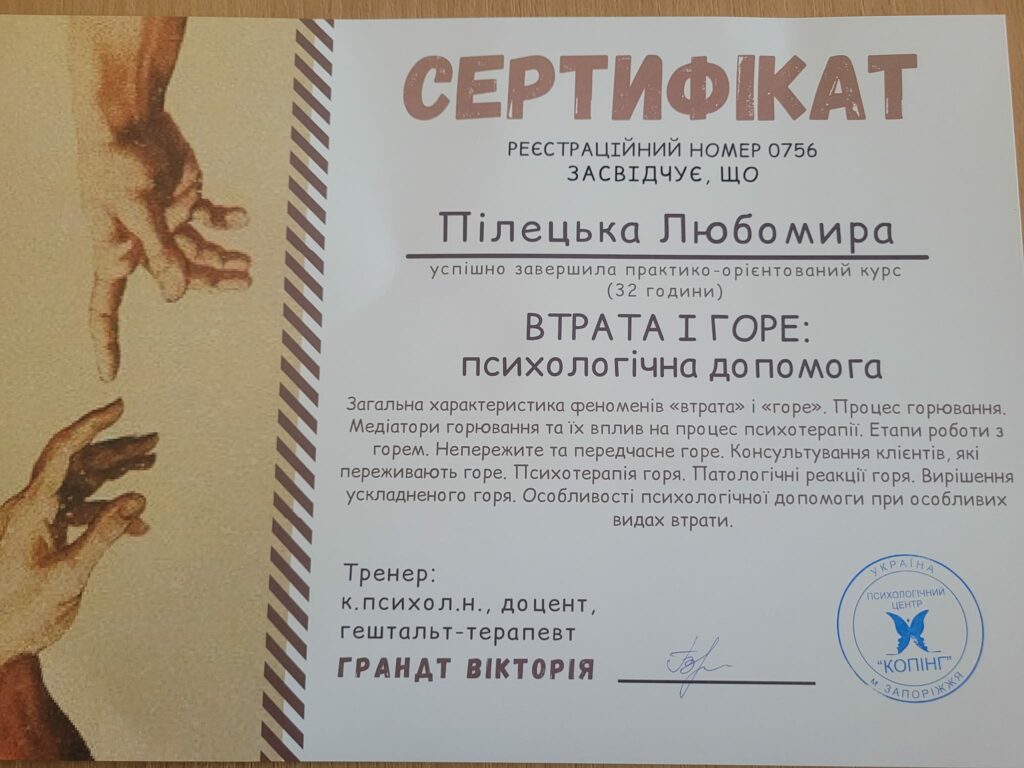 СЕРТИФІКАТ
РЕЄСТРАЦІЙНИЙ НОМЕР 0756
ЗАСВІДЧУЄ, ЩО
Пілецька Любомира
успішно завершила практико-орієнтований курс
(32 години)
ВТРАТА І ГОРЕ:
психологічна допомога
Загальна характеристика феноменів «втрата» і «горе». Процес горювання.
Медіатори горювання та їх вплив на процес психотерапії. Етапи роботи з
горем. Непережите та передчасне горе. Консультування клієнтів, які
переживають горе. Психотерапія горя. Патологічні реакції горя. Вирішення
ускладненого горя. Особливості психологічної допомоги при особливих
видах втрати.
Тренер:
к.психол.н., доцент,
гештальт-терапевт
ГРАНДТ ВІКТОРІЯ
УКРАЇНА
ПСИХОЛОГІЧНИЙ
ЦЕНТР
"КОПІНГ"
м. ЗАПОРІЖЖЯ